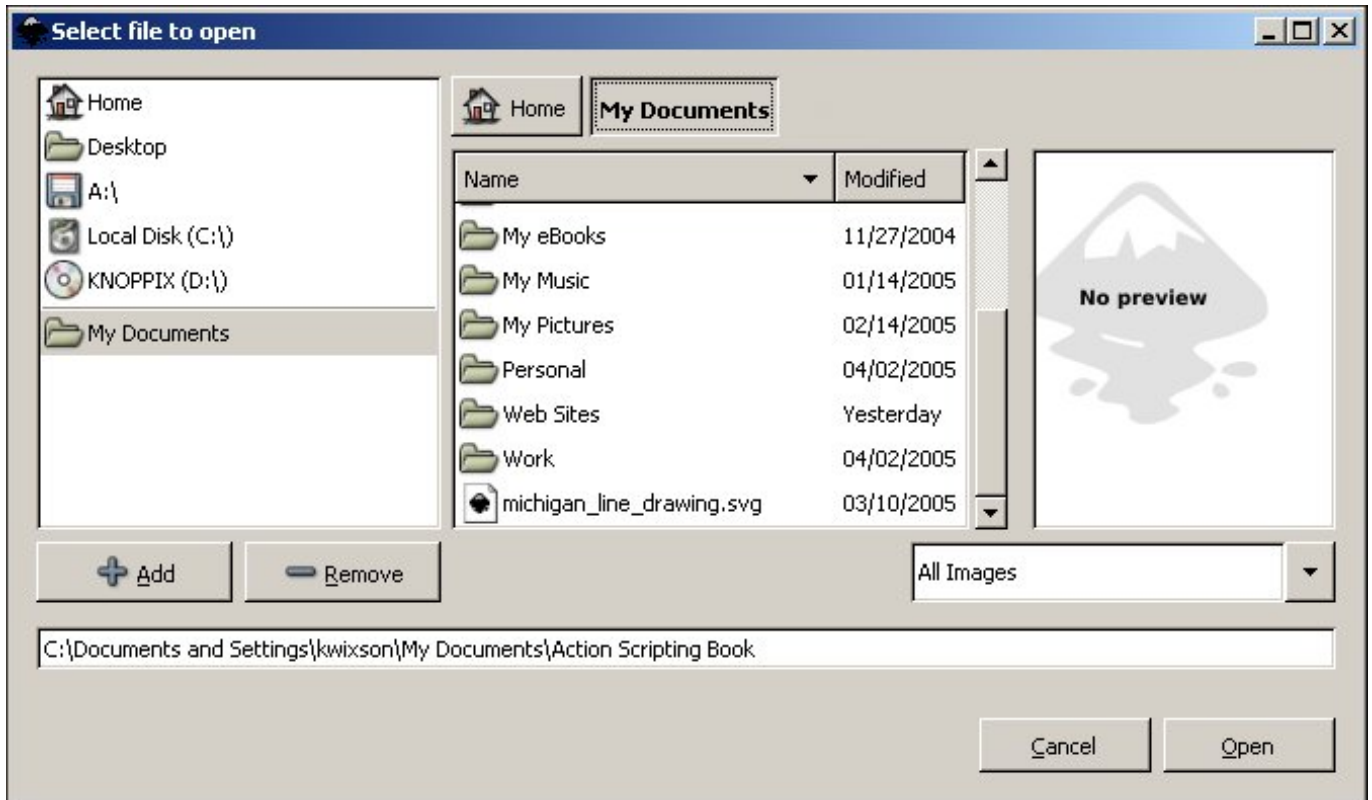 Select file to open
Home
Desktop
A:\
Local Disk (C:\)
KNOPPIX (D:\)
My Documents
Add
Remove
Home My Documents
Name Modified
My eBooks 11/27/2004
My Music 01/14/2005
My Pictures 02/14/2005
Personal 04/02/2005
Web Sites Yesterday
Work 04/02/2005
michigan_line_drawing.svg 03/10/2005
No preview
All Images
C:\Documents and Settings\kwixson\My Documents\Action Scripting Book
Cancel Open